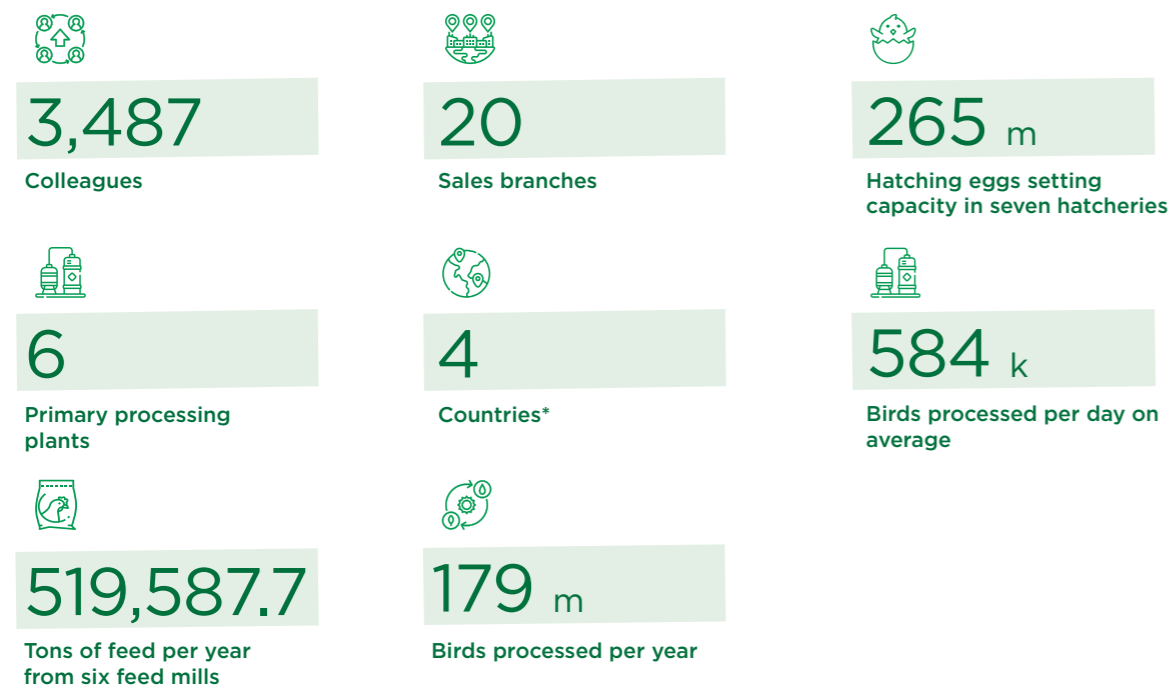 3,487
Colleagues
20
Sales branches
265 m
Hatching eggs setting
capacity in seven hatcheries
6
Primary processing
plants
4
Countries*
584 k
Birds processed per day on
average
519,587.7
Tons of feed per year
from six feed mills
179 m
Birds processed per year